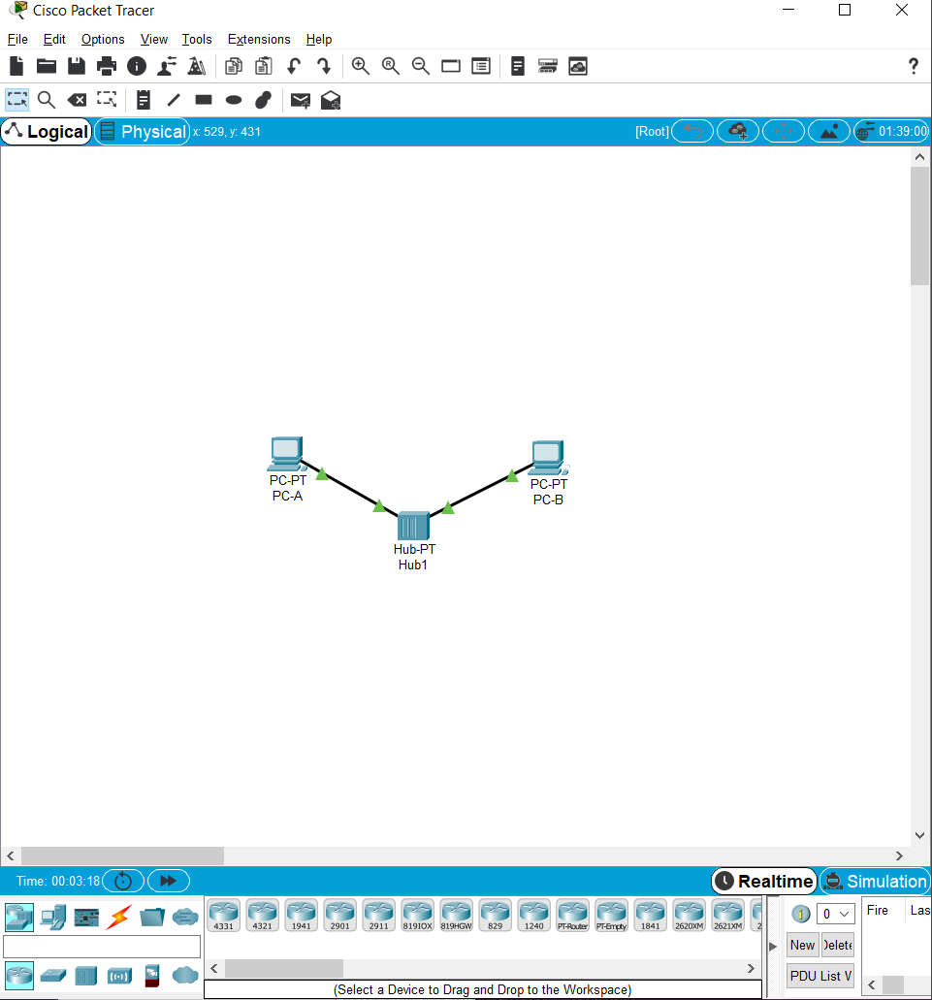 Cisco Packet Tracer
File Edit Options View Tools Extensions Help
Logical Physical x: 529, y: 431 [Root] 01:39:00
PC-PT
PC-A
PC-PT
PC-B
Hub-PT
Hub1
Time: 00:03:18 Realtime Simulation
4331 4321 1941 2901 2911 819IOX 819HGW 829 1240 PT-Router PT-Empty 1841 2620XM 2621XM 2
0
Fire Las
New Delete
PDU List W
(Select a Device to Drag and Drop to the Workspace)